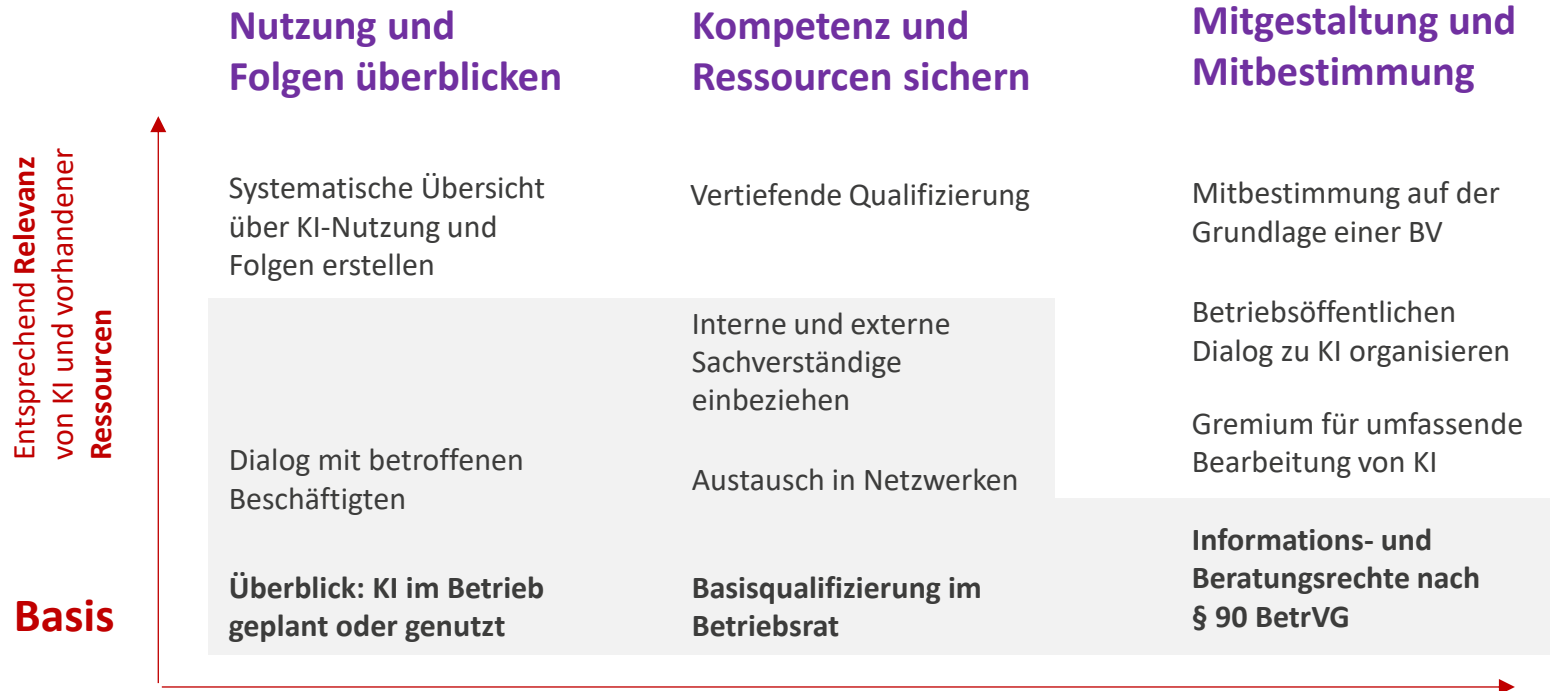 Nutzung und
Folgen überblicken
Kompetenz und
Ressourcen sichern
Mitgestaltung und
Mitbestimmung
Entsprechend Relevanz
von KI und vorhandener
Ressourcen
Systematische Übersicht
über KI-Nutzung und
Folgen erstellen
Vertiefende Qualifizierung
Mitbestimmung auf der
Grundlage einer BV
Interne und externe
Sachverständige
einbeziehen
Betriebsöffentlichen
Dialog zu KI organisieren
Dialog mit betroffenen
Beschäftigten
Austausch in Netzwerken
Gremium für umfassende
Bearbeitung von KI
Basis
Überblick: KI im Betrieb
geplant oder genutzt
Basisqualifizierung im
Betriebsrat
Informations- und
Beratungsrechte nach
§ 90 BetrVG